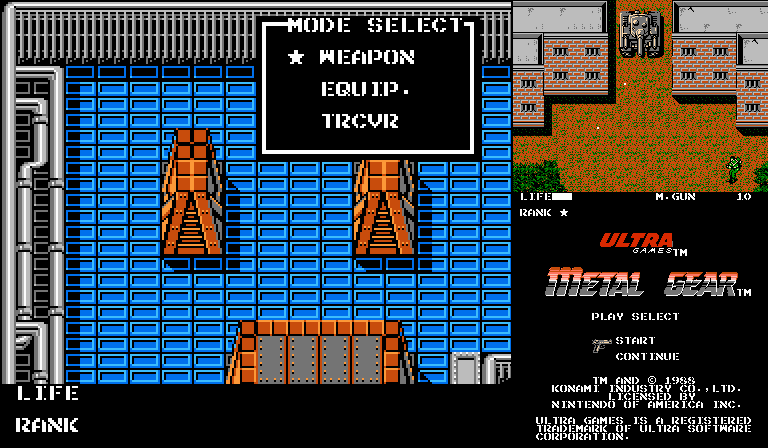 MODE SELECT
★ WEAPON
EQUIP.
TRCVR
LIFE
RANK
LIFE M.GUN 10
RANK ★
ULTRA
GAMES TM
METAL GEAR TM
PLAY SELECT
START
CONTINUE
TM AND © 1988
KONAMI INDUSTRY CO.,LTD.
LICENSED BY
NINTENDO OF AMERICA INC.
ULTRA GAMES IS A REGISTERED
TRADEMARK OF ULTRA SOFTWARE
CORPORATION.